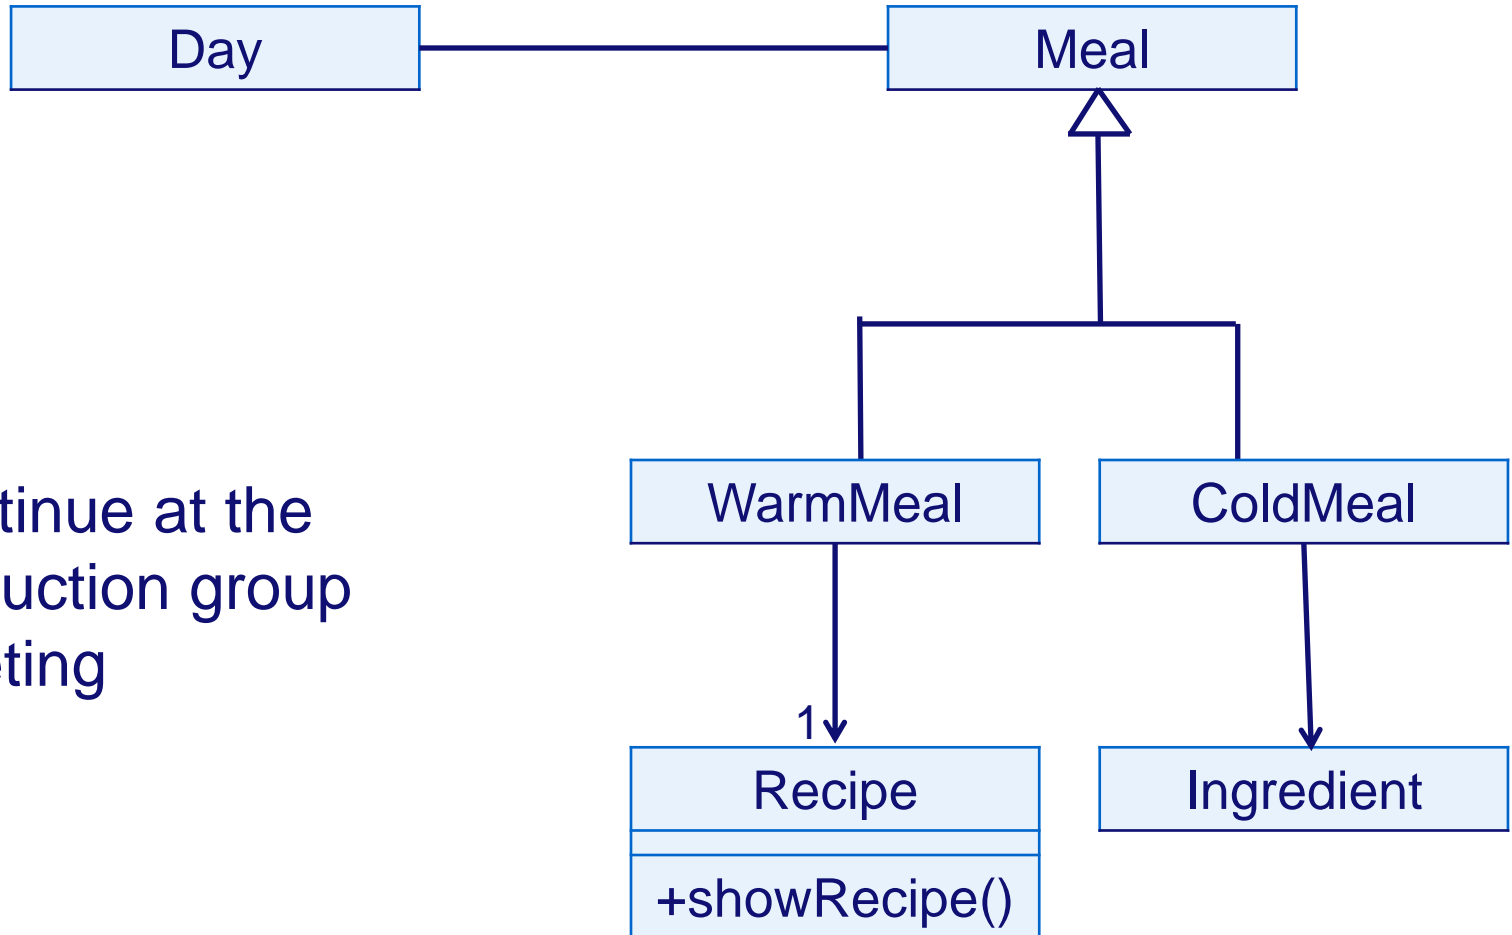 Day
Meal
tinue at the
uction group
eting
WarmMeal
ColdMeal
1
Recipe
Ingredient
+showRecipe()